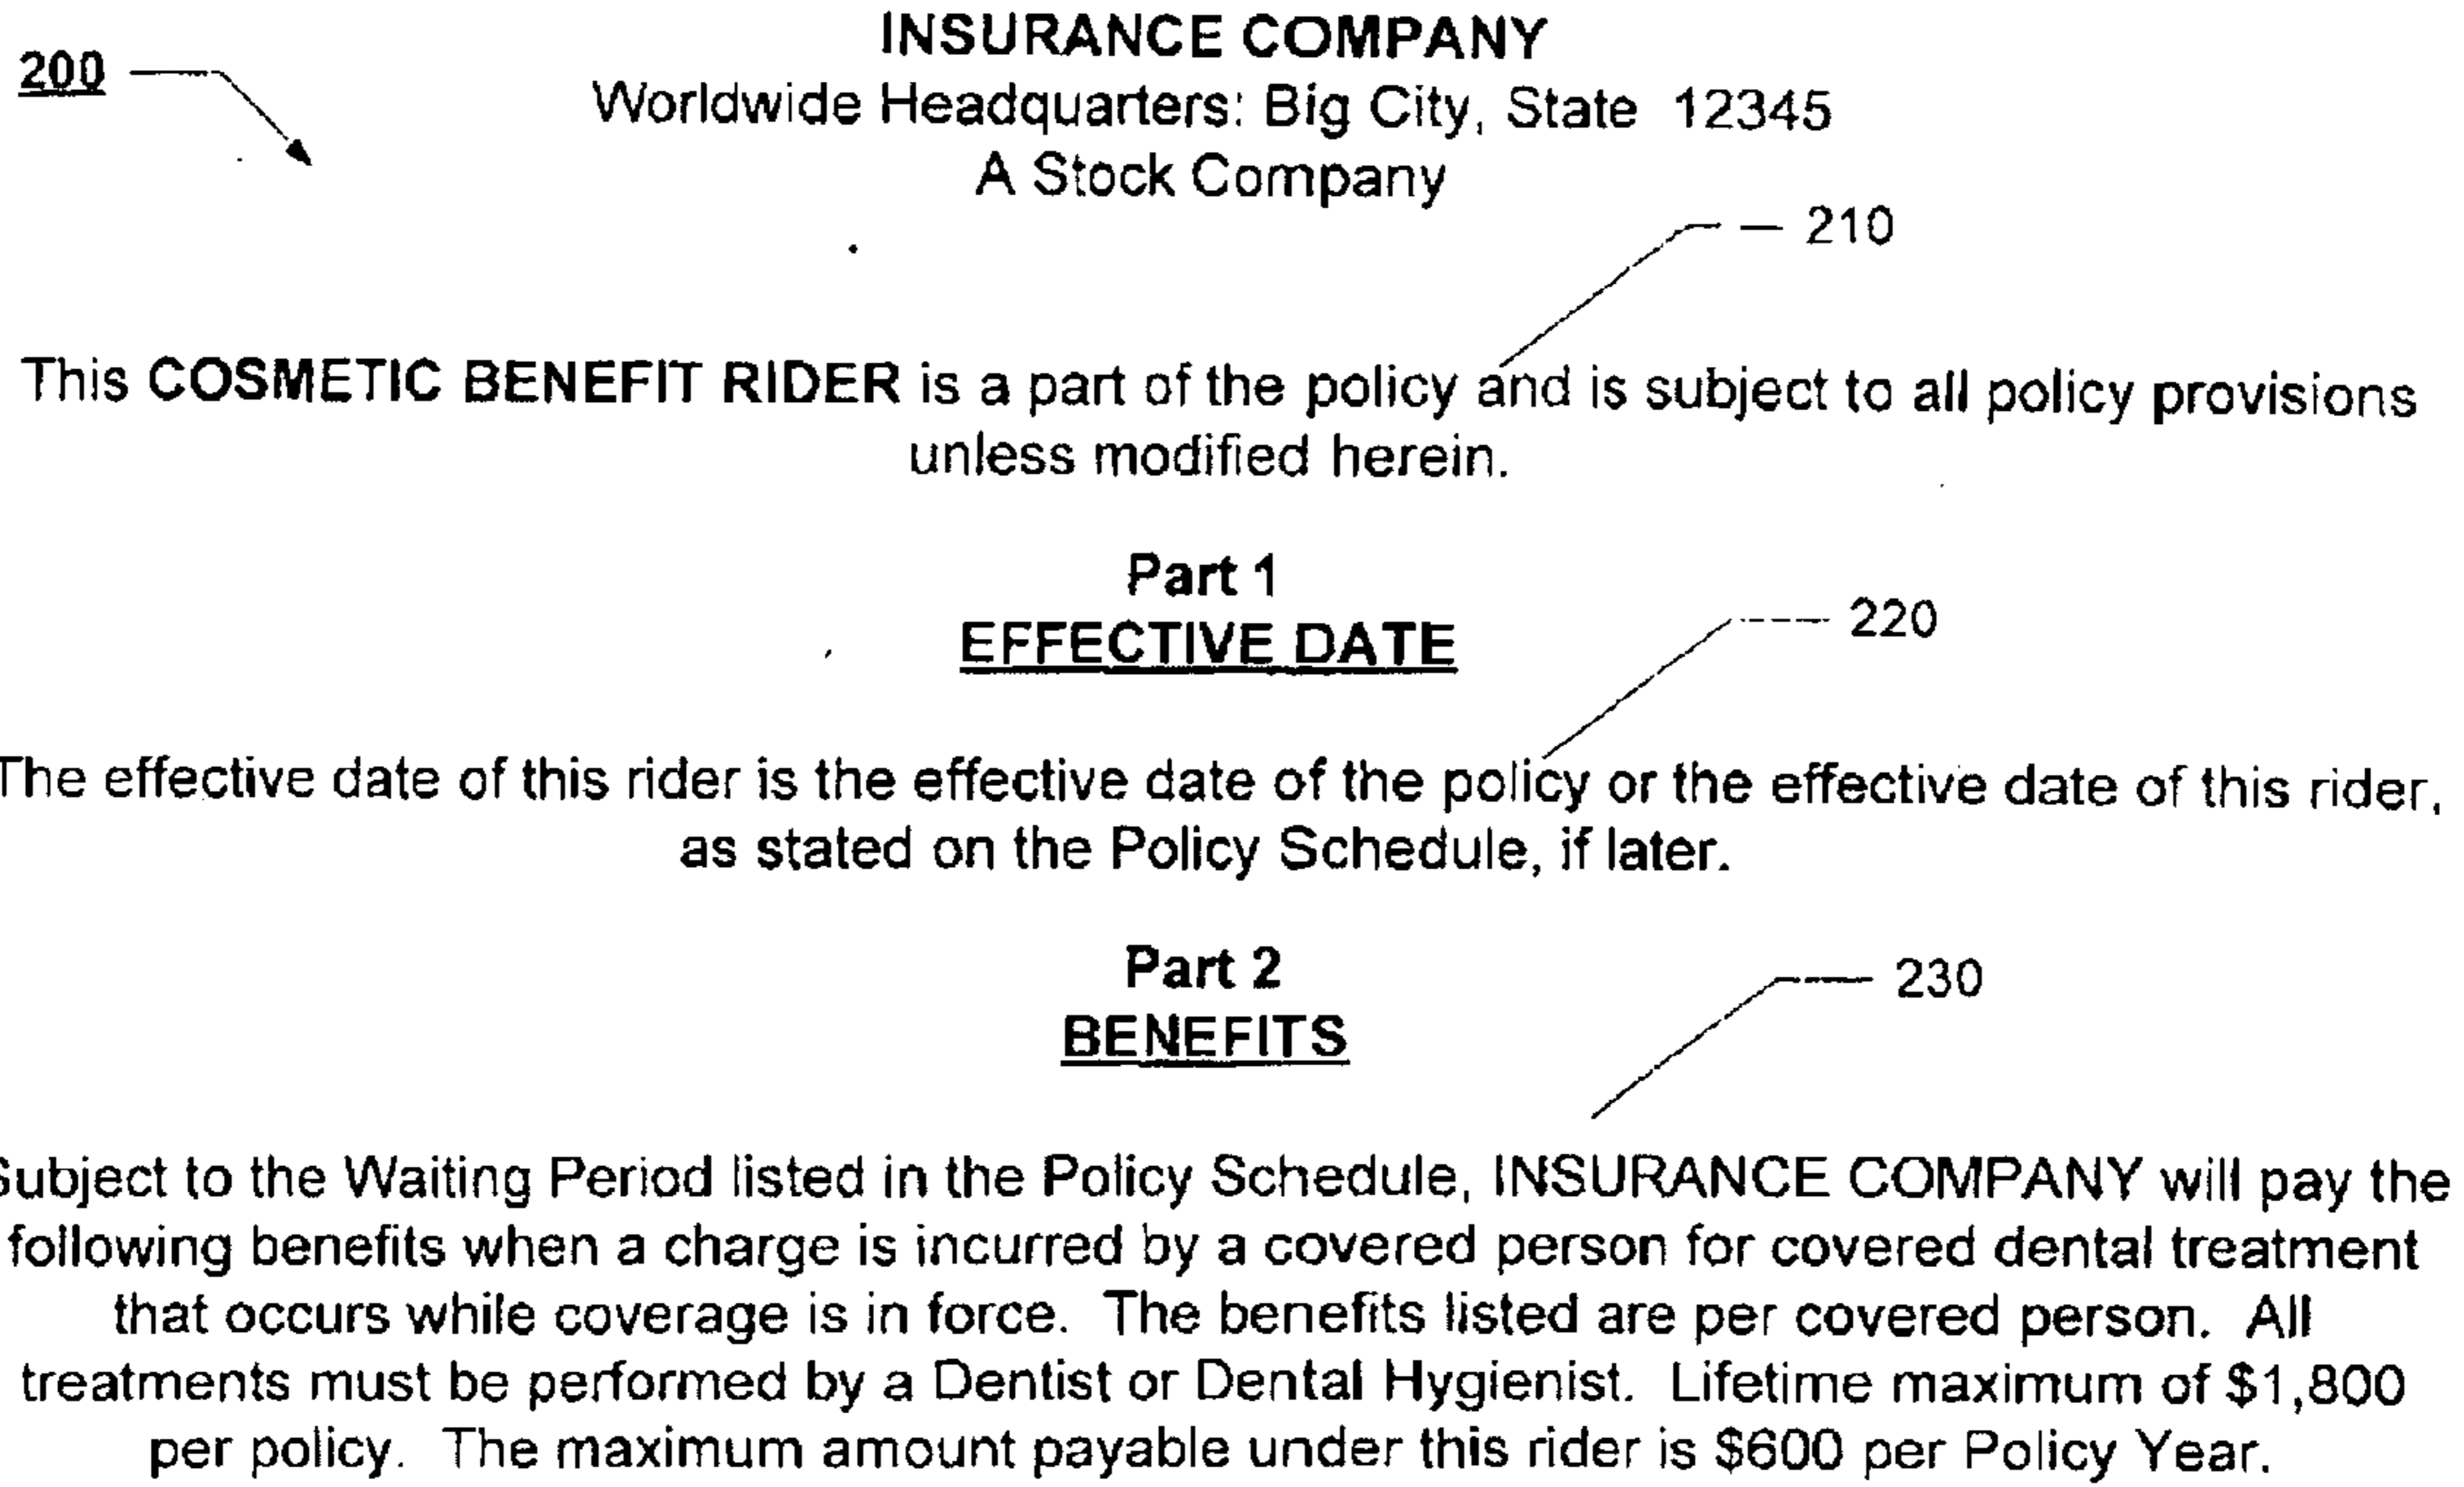 INSURANCE COMPANY
200
Worldwide Headquarters: Big City, State 12345
A Stock Company
210
This COSMETIC BENEFIT RIDER is a part of the policy and is subject to all policy provisions
unless modified herein.
Part 1
220
EFFECTIVE DATE
The effective date of this rider is the effective date of the policy or the effective date of this rider,
as stated on the Policy Schedule, if later.
Part 2
230
BENEFITS
Subject to the Waiting Period listed in the Policy Schedule, INSURANCE COMPANY will pay the
following benefits when a charge is incurred by a covered person for covered dental treatment
that occurs while coverage is in force. The benefits listed are per covered person. All
treatments must be performed by a Dentist or Dental Hygienist. Lifetime maximum of $1,800
per policy. The maximum amount payable under this rider is $600 per Policy Year.